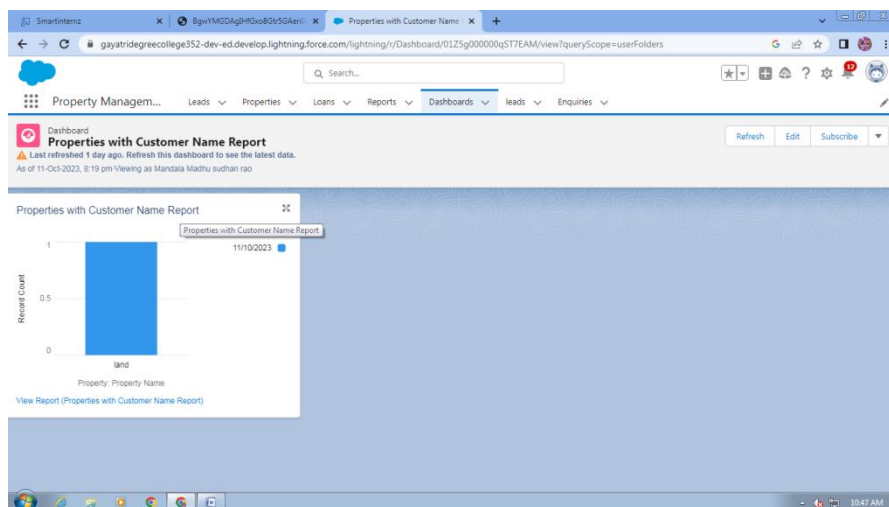 Smartinternz
Properties with Customer Name
gayatridegreecollege352-dev-ed.develop.lightning.force.com/lightning/r/Dashboard/01Z5g000000qST7EAM/view?queryScope=userFolders
Search...
12
Property Managem...
Leads
Properties
Loans
Reports
Dashboards
leads
Enquiries
Dashboard
Properties with Customer Name Report
Last refreshed 1 day ago. Refresh this dashboard to see the latest data.
As of 11-Oct-2023, 8:19 pm·Viewing as Mandala Madhu sudhan rao
Refresh
Edit
Subscribe
Properties with Customer Name Report
Properties with Customer Name Report
11/10/2023
1
0.5
0
Record Count
land
Property: Property Name
View Report (Properties with Customer Name Report)
10:47 AM